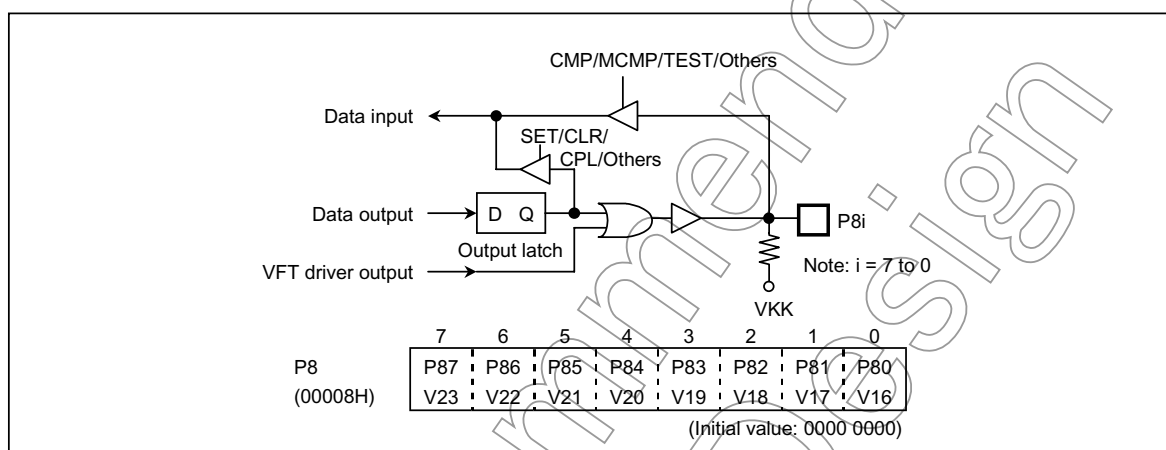 CMP/MCMP/TEST/Others
Data input
SET/CLR/
CPL/Others
Data output
D Q
P8i
Output latch
VFT driver output
Note: i = 7 to 0
VKK
7 6 5 4 3 2 1 0
P8 P87 P86 P85 P84 P83 P82 P81 P80
(00008H) V23 V22 V21 V20 V19 V18 V17 V16
(Initial value: 0000 0000)
mmend
esign